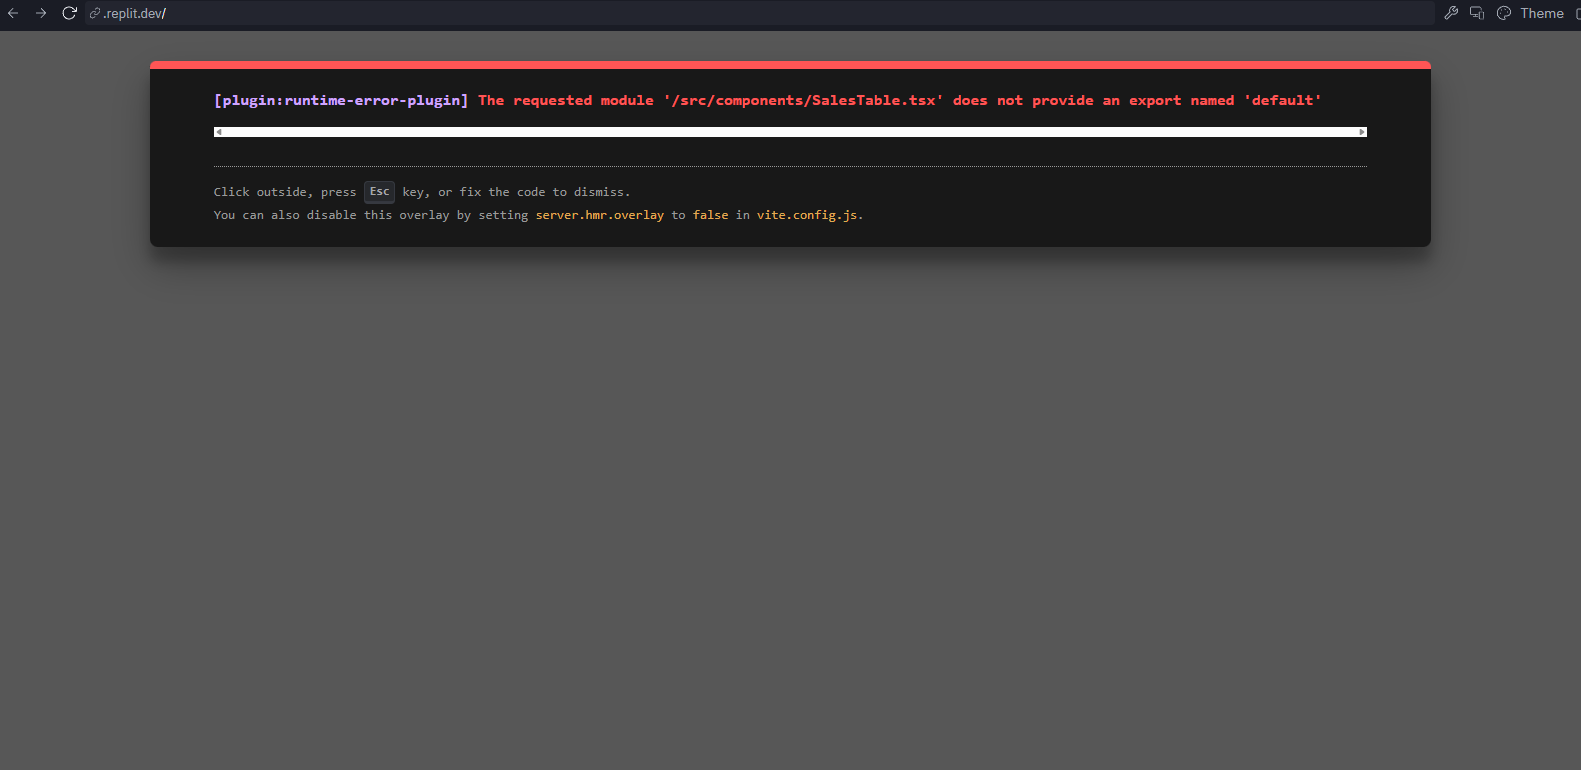 .replit.dev/
Theme
[plugin:runtime-error-plugin] The requested module '/src/components/SalesTable.tsx' does not provide an export named 'default'
Click outside, press Esc key, or fix the code to dismiss.
You can also disable this overlay by setting server.hmr.overlay to false in vite.config.js.